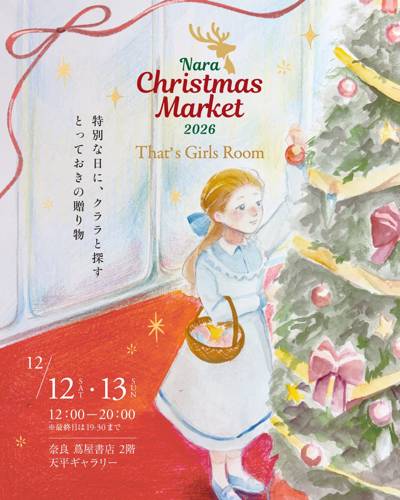 Nara
Christmas
Market
2026
That's Girls Room
特別な日に、クララと探す
とっておきの贈り物
12/
12 SAT・13 SUN
12:00—20:00
※最終日は19:30まで
奈良 蔦屋書店 2階
天平ギャラリー